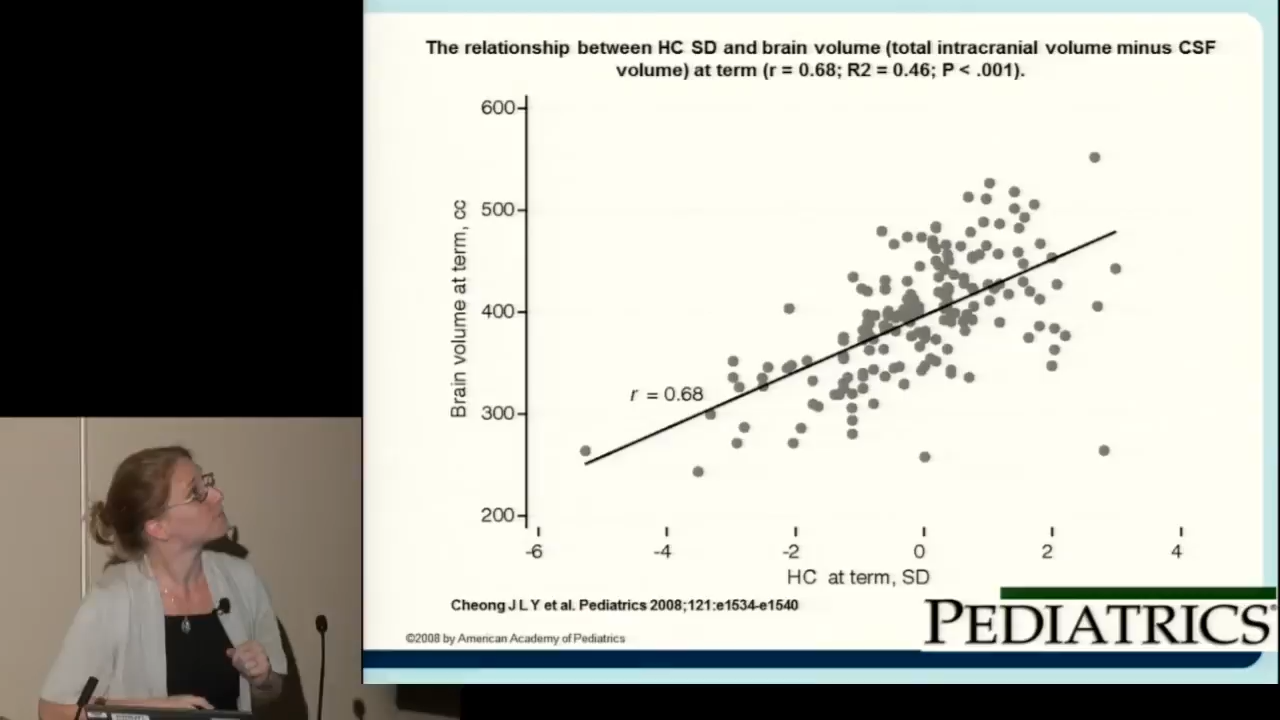 The relationship between HC SD and brain volume (total intracranial volume minus CSF
volume) at term (r = 0.68; R2 = 0.46; P < .001).
600
500
400
300
200
Brain volume at term, cc
r = 0.68
-6
-4
-2
0
2
4
HC at term, SD
Cheong J L Y et al. Pediatrics 2008;121:e1534-e1540
©2008 by American Academy of Pediatrics
PEDIATRICS